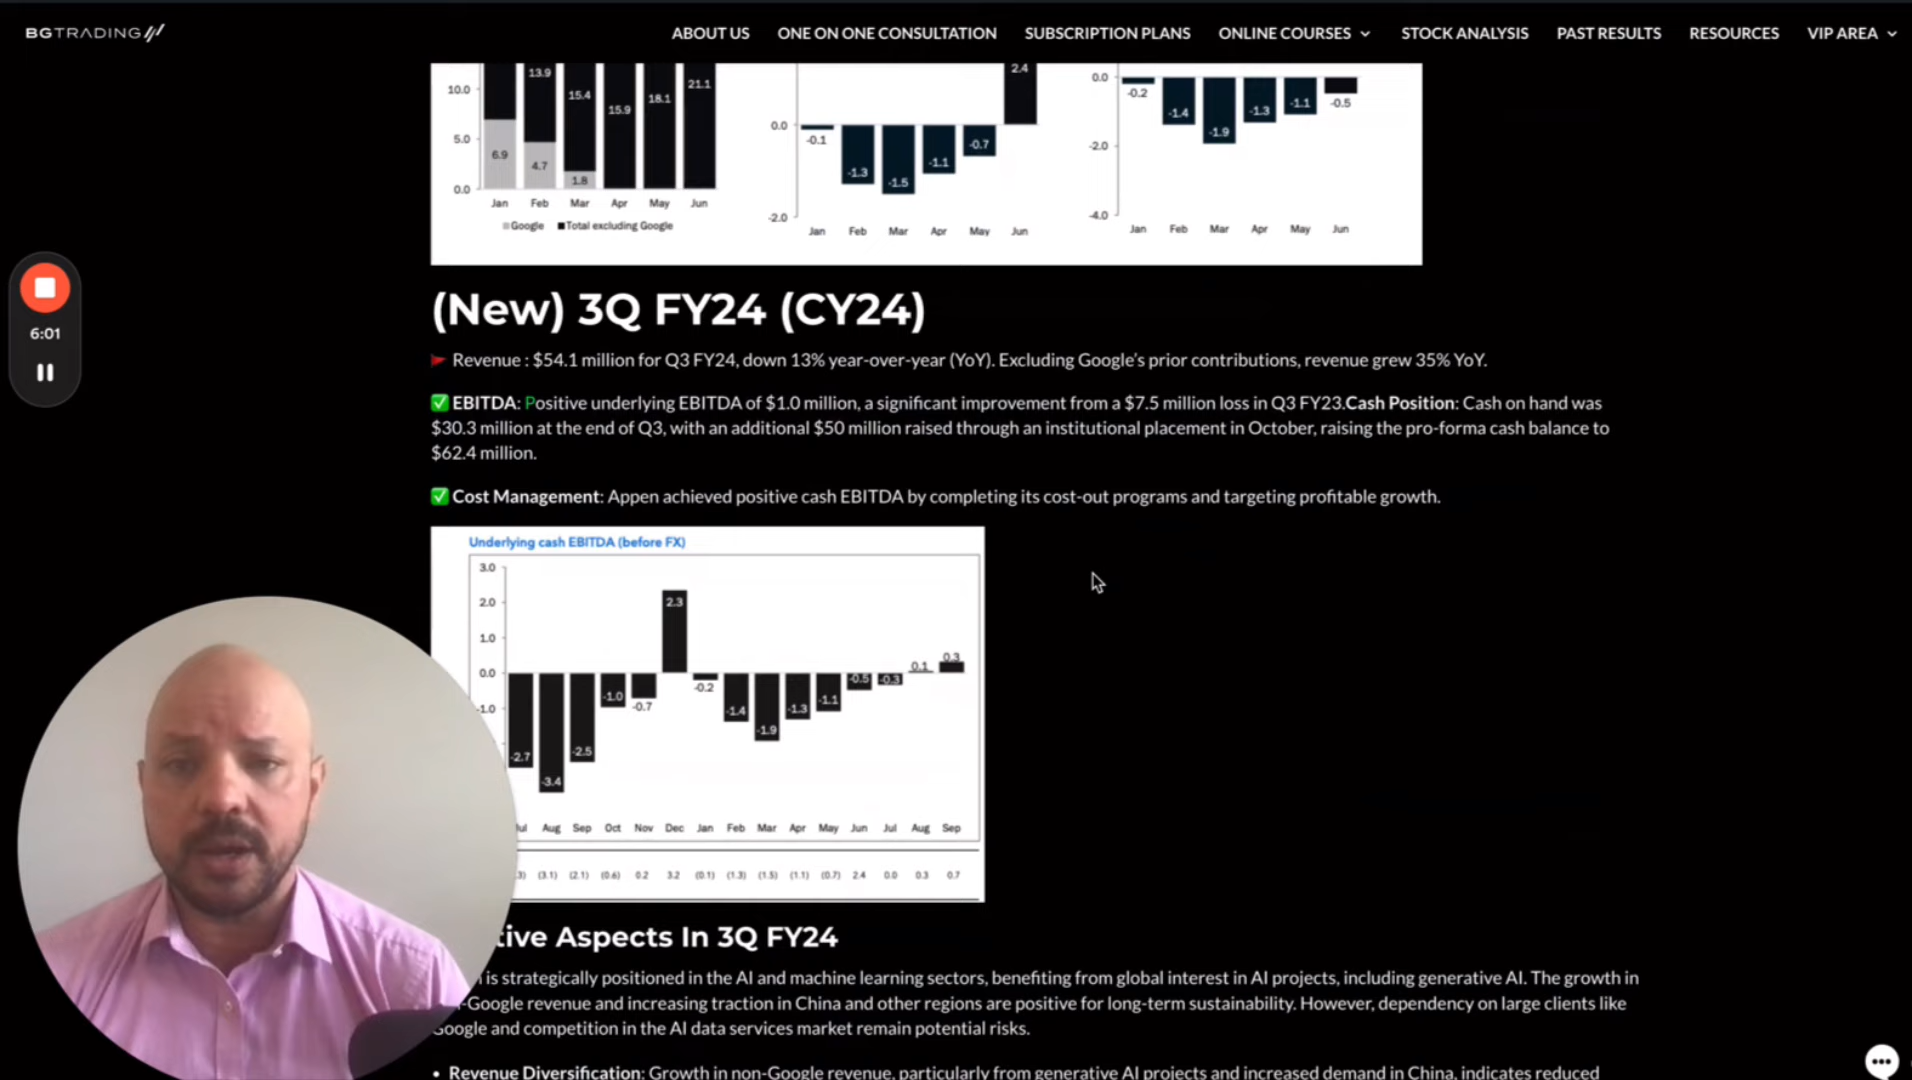 BGTRADING
ABOUT US ONE ON ONE CONSULTATION SUBSCRIPTION PLANS ONLINE COURSES STOCK ANALYSIS PAST RESULTS RESOURCES VIP AREA
10.0
5.0
0.0
13.9 15.4 15.9 18.1 21.1
6.9 4.7 1.8
Jan Feb Mar Apr May Jun
Google Total excluding Google
0.0
-2.0
-0.1 -1.3 -1.5 -1.1 -0.7 2.4
Jan Feb Mar Apr May Jun
0.0
-2.0
-4.0
-0.2 -1.4 -1.9 -1.3 -1.1 -0.5
Jan Feb Mar Apr May Jun
6:01
(New) 3Q FY24 (CY24)
Revenue : $54.1 million for Q3 FY24, down 13% year-over-year (YoY). Excluding Google's prior contributions, revenue grew 35% YoY.
EBITDA: Positive underlying EBITDA of $1.0 million, a significant improvement from a $7.5 million loss in Q3 FY23.Cash Position: Cash on hand was
$30.3 million at the end of Q3, with an additional $50 million raised through an institutional placement in October, raising the pro-forma cash balance to
$62.4 million.
Cost Management: Appen achieved positive cash EBITDA by completing its cost-out programs and targeting profitable growth.
Underlying cash EBITDA (before FX)
3.0
2.0
1.0
0.0
-1.0
-2.7 -3.4 -2.5 -1.0 -0.7 2.3 -0.2 -1.4 -1.9 -1.3 -1.1 -0.5 -0.3 0.1 0.3
Aug Sep Oct Nov Dec Jan Feb Mar Apr May Jun Jul Aug Sep
(3.1) (2.1) (0.6) 0.2 3.2 (0.1) (1.3) (1.5) (1.1) (0.7) 2.4 0.0 0.3 0.7
tive Aspects In 3Q FY24
is strategically positioned in the AI and machine learning sectors, benefiting from global interest in AI projects, including generative AI. The growth in
-Google revenue and increasing traction in China and other regions are positive for long-term sustainability. However, dependency on large clients like
Google and competition in the AI data services market remain potential risks.
• Revenue Diversification: Growth in non-Google revenue, particularly from generative AI projects and increased demand in China, indicates reduced